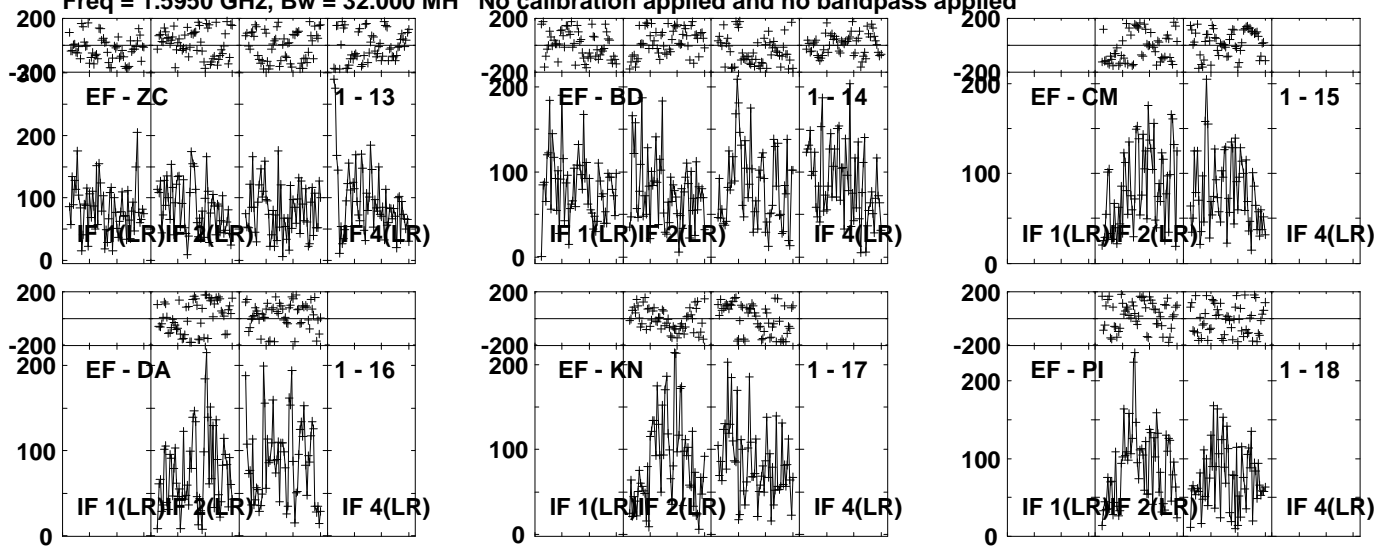 Freq = 1.5950 GHz, Bw = 32.000 MH No calibration applied and no bandpass applied
200
-200
300
200
100
0
EF - ZC
1 - 13
IF 1(LR)
IF 2(LR)
IF 4(LR)
200
-200
200
100
0
EF - BD
1 - 14
IF 1(LR)
IF 2(LR)
IF 4(LR)
200
-200
200
100
0
EF - CM
1 - 15
IF 1(LR)
IF 2(LR)
IF 4(LR)
200
-200
200
100
0
EF - DA
1 - 16
IF 1(LR)
IF 2(LR)
IF 4(LR)
200
-200
200
100
0
EF - KN
1 - 17
IF 1(LR)
IF 2(LR)
IF 4(LR)
200
-200
200
100
0
EF - PI
1 - 18
IF 1(LR)
IF 2(LR)
IF 4(LR)